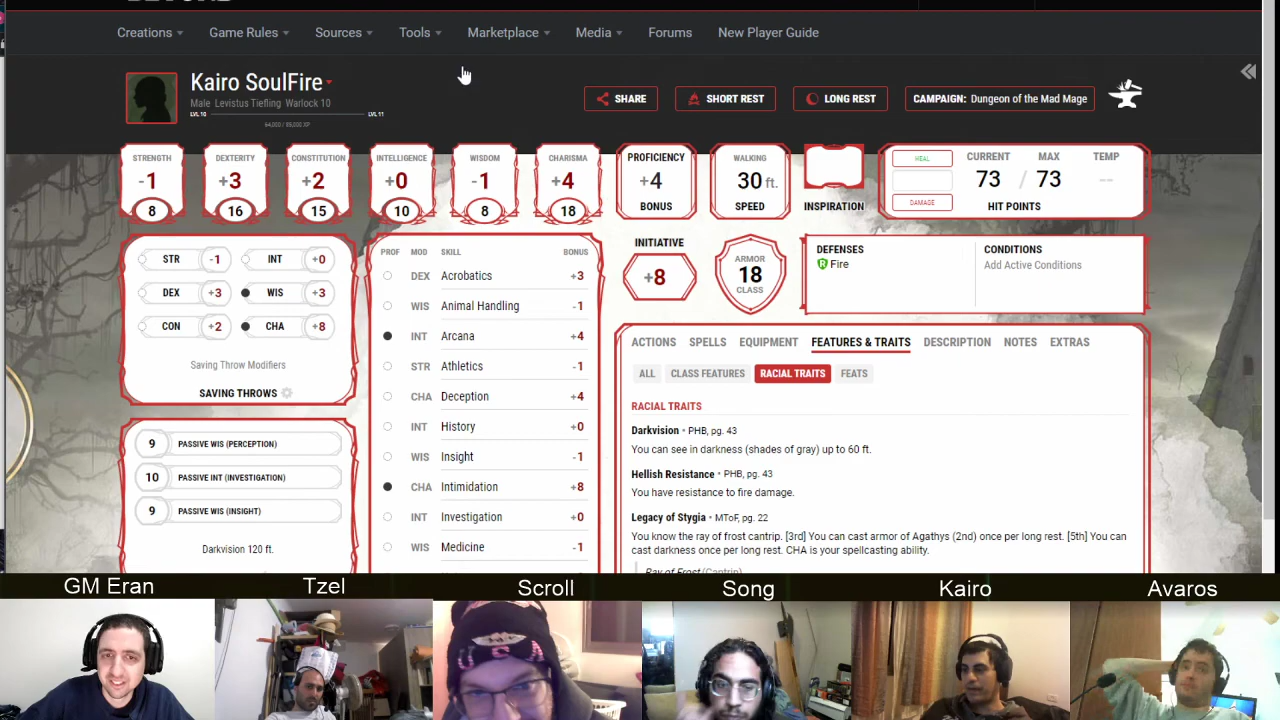 Creations Game Rules Sources Tools Marketplace Media Forums New Player Guide
Kairo SoulFire
Male Levistus Tiefling Warlock 10
LVL 10 LVL 11
SHARE SHORT REST LONG REST CAMPAIGN: Dungeon of the Mad Mage
STRENGTH -1 8
DEXTERITY +3 16
CONSTITUTION +2 15
INTELLIGENCE +0 10
WISDOM -1 8
CHARISMA +4 18
PROFICIENCY +4 BONUS
WALKING 30 ft. SPEED
INSPIRATION
HEAL
DAMAGE
CURRENT MAX TEMP
73 / 73 --
HIT POINTS
STR -1 INT +0
DEX +3 WIS +3
CON +2 CHA +8
Saving Throw Modifiers
SAVING THROWS
9 PASSIVE WIS (PERCEPTION)
10 PASSIVE INT (INVESTIGATION)
9 PASSIVE WIS (INSIGHT)
Darkvision 120 ft.
PROF MOD SKILL BONUS
DEX Acrobatics +3
WIS Animal Handling -1
INT Arcana +4
STR Athletics -1
CHA Deception +4
INT History +0
WIS Insight -1
CHA Intimidation +8
INT Investigation +0
WIS Medicine -1
INITIATIVE
+8
ARMOR
18
CLASS
DEFENSES
R Fire
CONDITIONS
Add Active Conditions
ACTIONS SPELLS EQUIPMENT FEATURES & TRAITS DESCRIPTION NOTES EXTRAS
ALL CLASS FEATURES RACIAL TRAITS FEATS
RACIAL TRAITS
Darkvision • PHB, pg. 43
You can see in darkness (shades of gray) up to 60 ft.
Hellish Resistance • PHB, pg. 43
You have resistance to fire damage.
Legacy of Stygia • MToF, pg. 22
You know the ray of frost cantrip. [3rd] You can cast armor of Agathys (2nd) once per long rest. [5th] You can
cast darkness once per long rest. CHA is your spellcasting ability.
Ray of Frost (Cantrip)
GM Eran Tzel Scroll Song Kairo Avaros